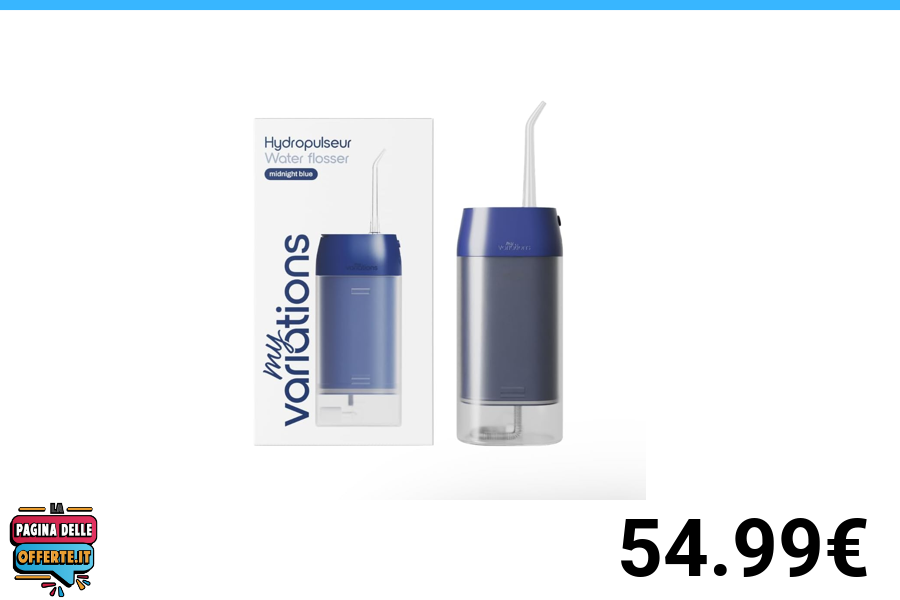 Hydropulseur
Water flosser
midnight blue
my
variations
LA
PAGINA DELLE
OFFERTE.IT
54.99€